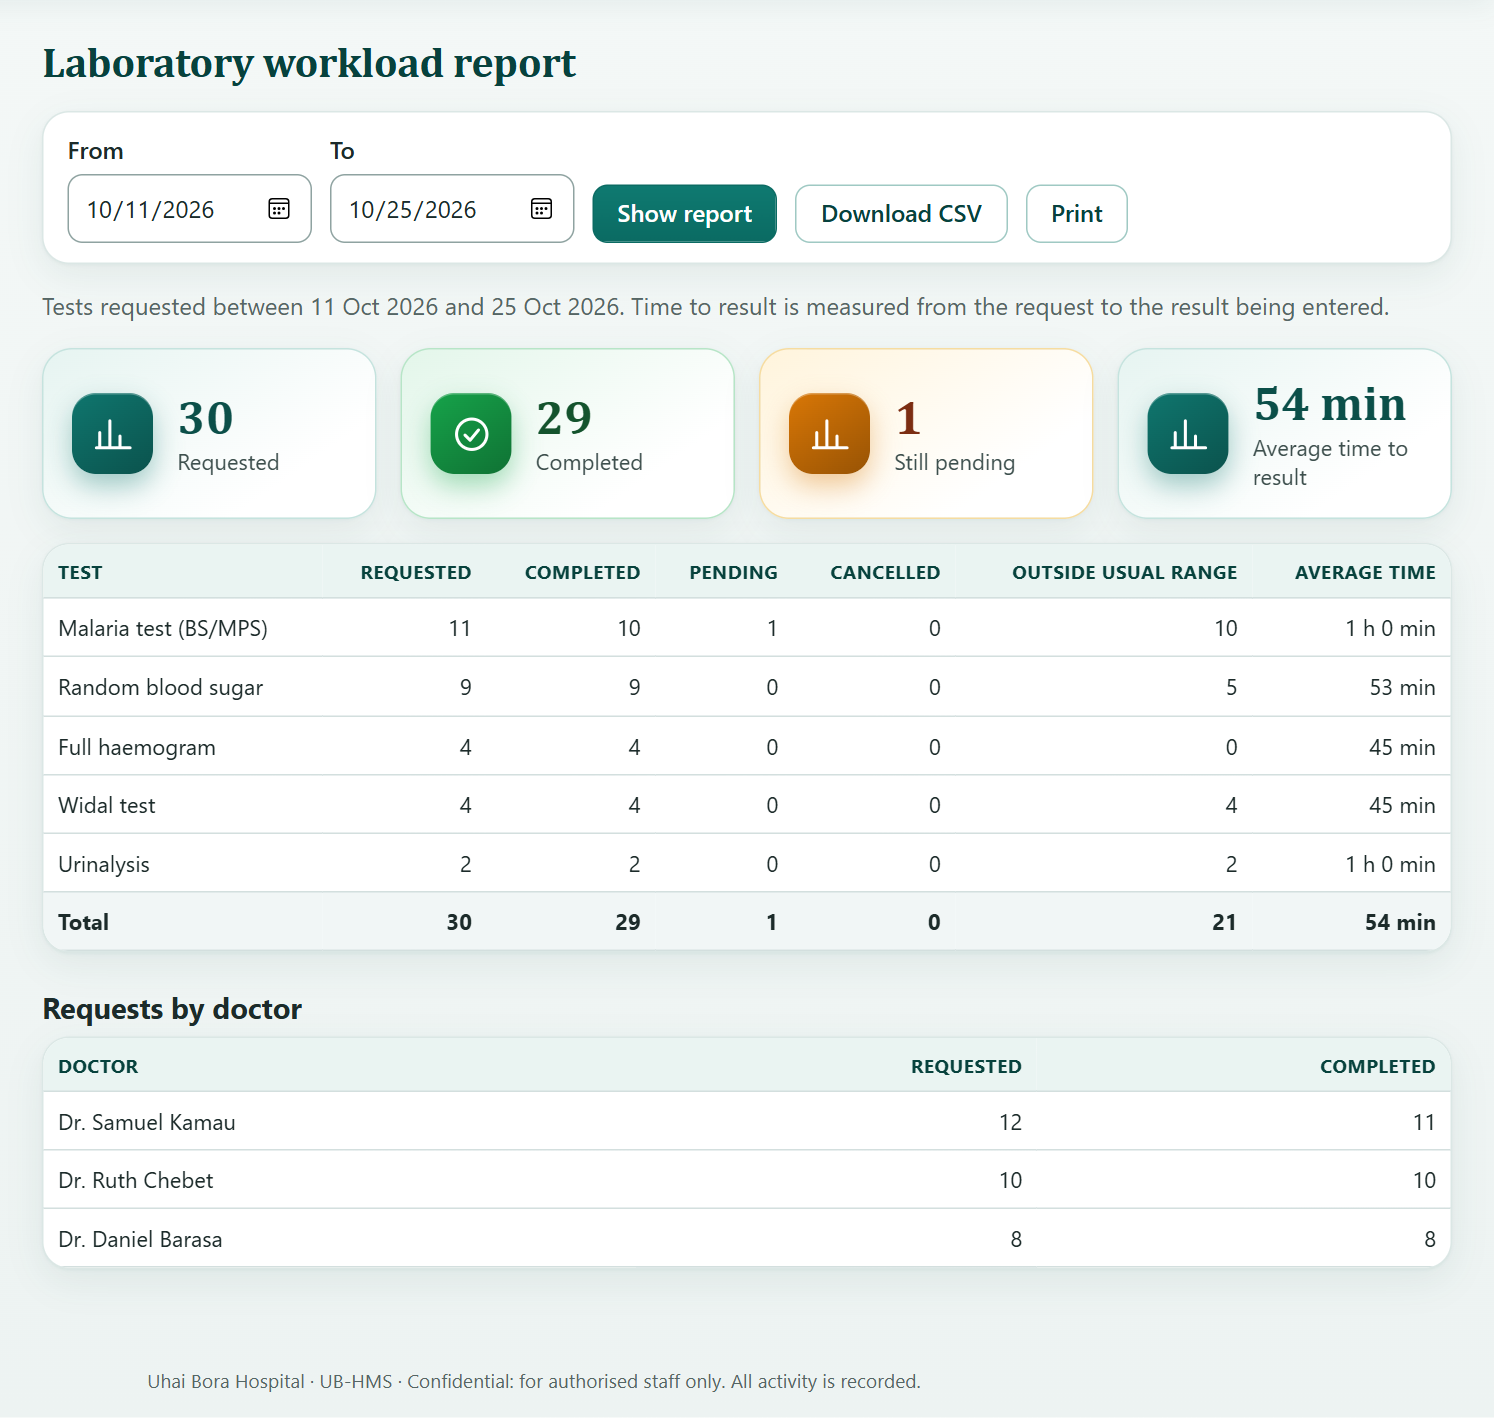 Laboratory workload report
From To
10/11/2026 10/25/2026 Show report Download CSV Print
Tests requested between 11 Oct 2026 and 25 Oct 2026. Time to result is measured from the request to the result being entered.
30
Requested
29
Completed
1
Still pending
54 min
Average time to
result
TEST REQUESTED COMPLETED PENDING CANCELLED OUTSIDE USUAL RANGE AVERAGE TIME
Malaria test (BS/MPS) 11 10 1 0 10 1 h 0 min
Random blood sugar 9 9 0 0 5 53 min
Full haemogram 4 4 0 0 0 45 min
Widal test 4 4 0 0 4 45 min
Urinalysis 2 2 0 0 2 1 h 0 min
Total 30 29 1 0 21 54 min
Requests by doctor
DOCTOR REQUESTED COMPLETED
Dr. Samuel Kamau 12 11
Dr. Ruth Chebet 10 10
Dr. Daniel Barasa 8 8
Uhai Bora Hospital · UB-HMS · Confidential: for authorised staff only. All activity is recorded.